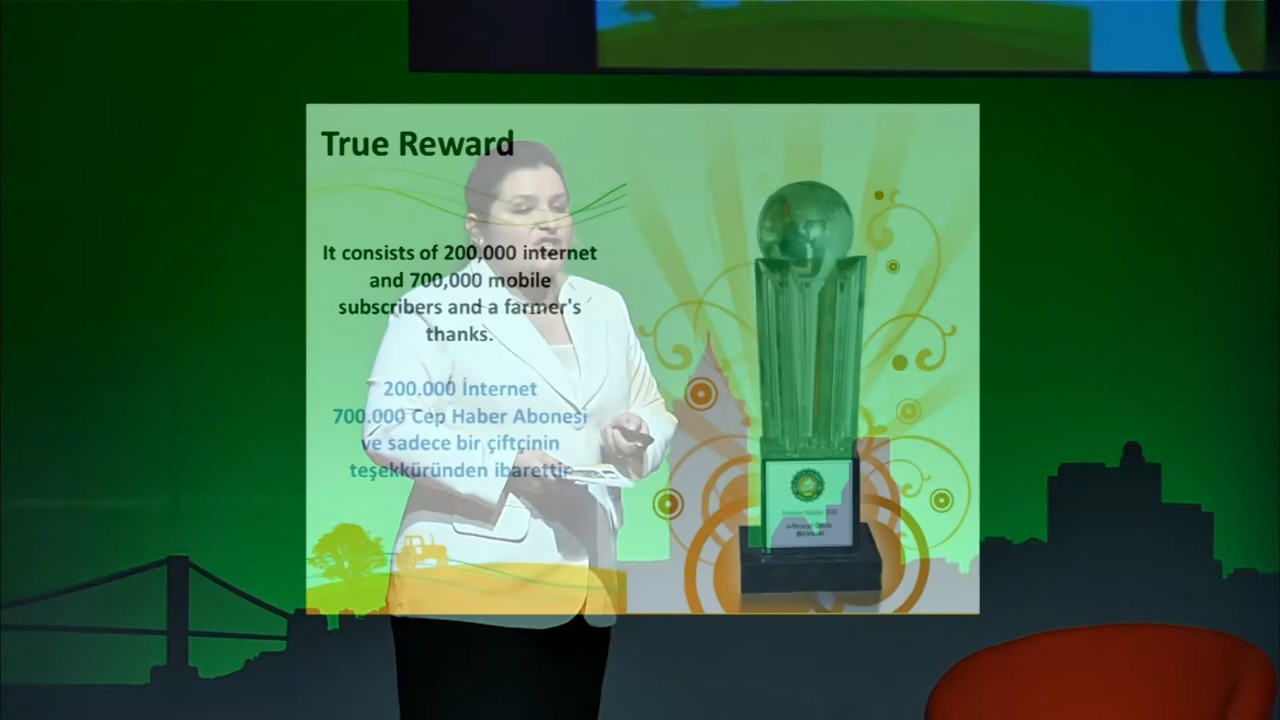 True Reward
It consists of 200,000 internet
and 700,000 mobile
subscribers and a farmer's
thanks.
200.000 İnternet
700.000 Cep Haber Abonesi
ve sadece bir çiftçinin
teşekküründen ibarettir